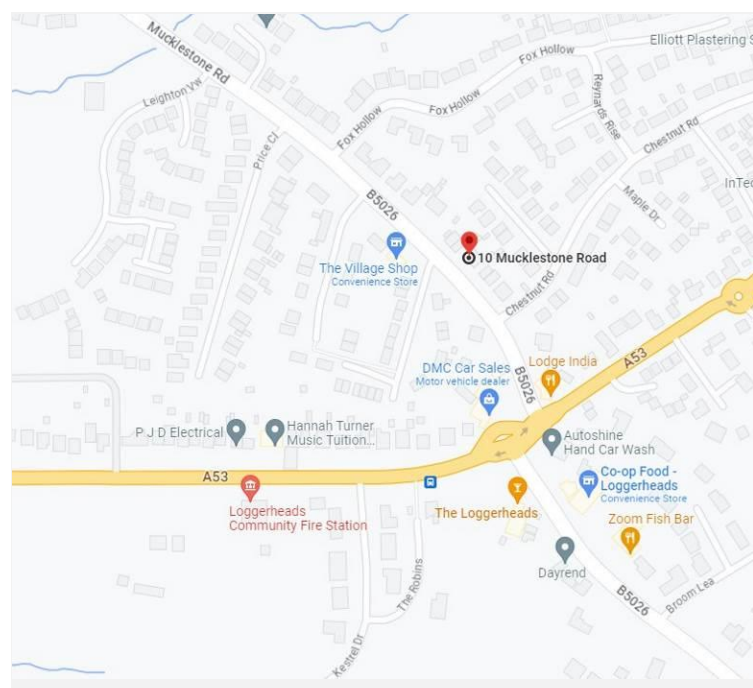 Mucklestone Rd
Elliott Plastering S
Fox Hollow
Leighton Vw
Fox Hollow
Reynards Rise
Price Cl
Fox Hollow
Chestnut Rd
InTec
Maple Dr
B5026
10 Mucklestone Road
The Village Shop
Convenience Store
Chestnut Rd
A53
DMC Car Sales
Motor vehicle dealer
Lodge India
B5026
P J D Electrical
Hannah Turner
Music Tuition...
Autoshine
Hand Car Wash
A53
Co-op Food -
Loggerheads
Convenience Store
Loggerheads
Community Fire Station
The Loggerheads
Zoom Fish Bar
Dayrend
The Robins
B5026
Broom Lea
Kestrel Dr